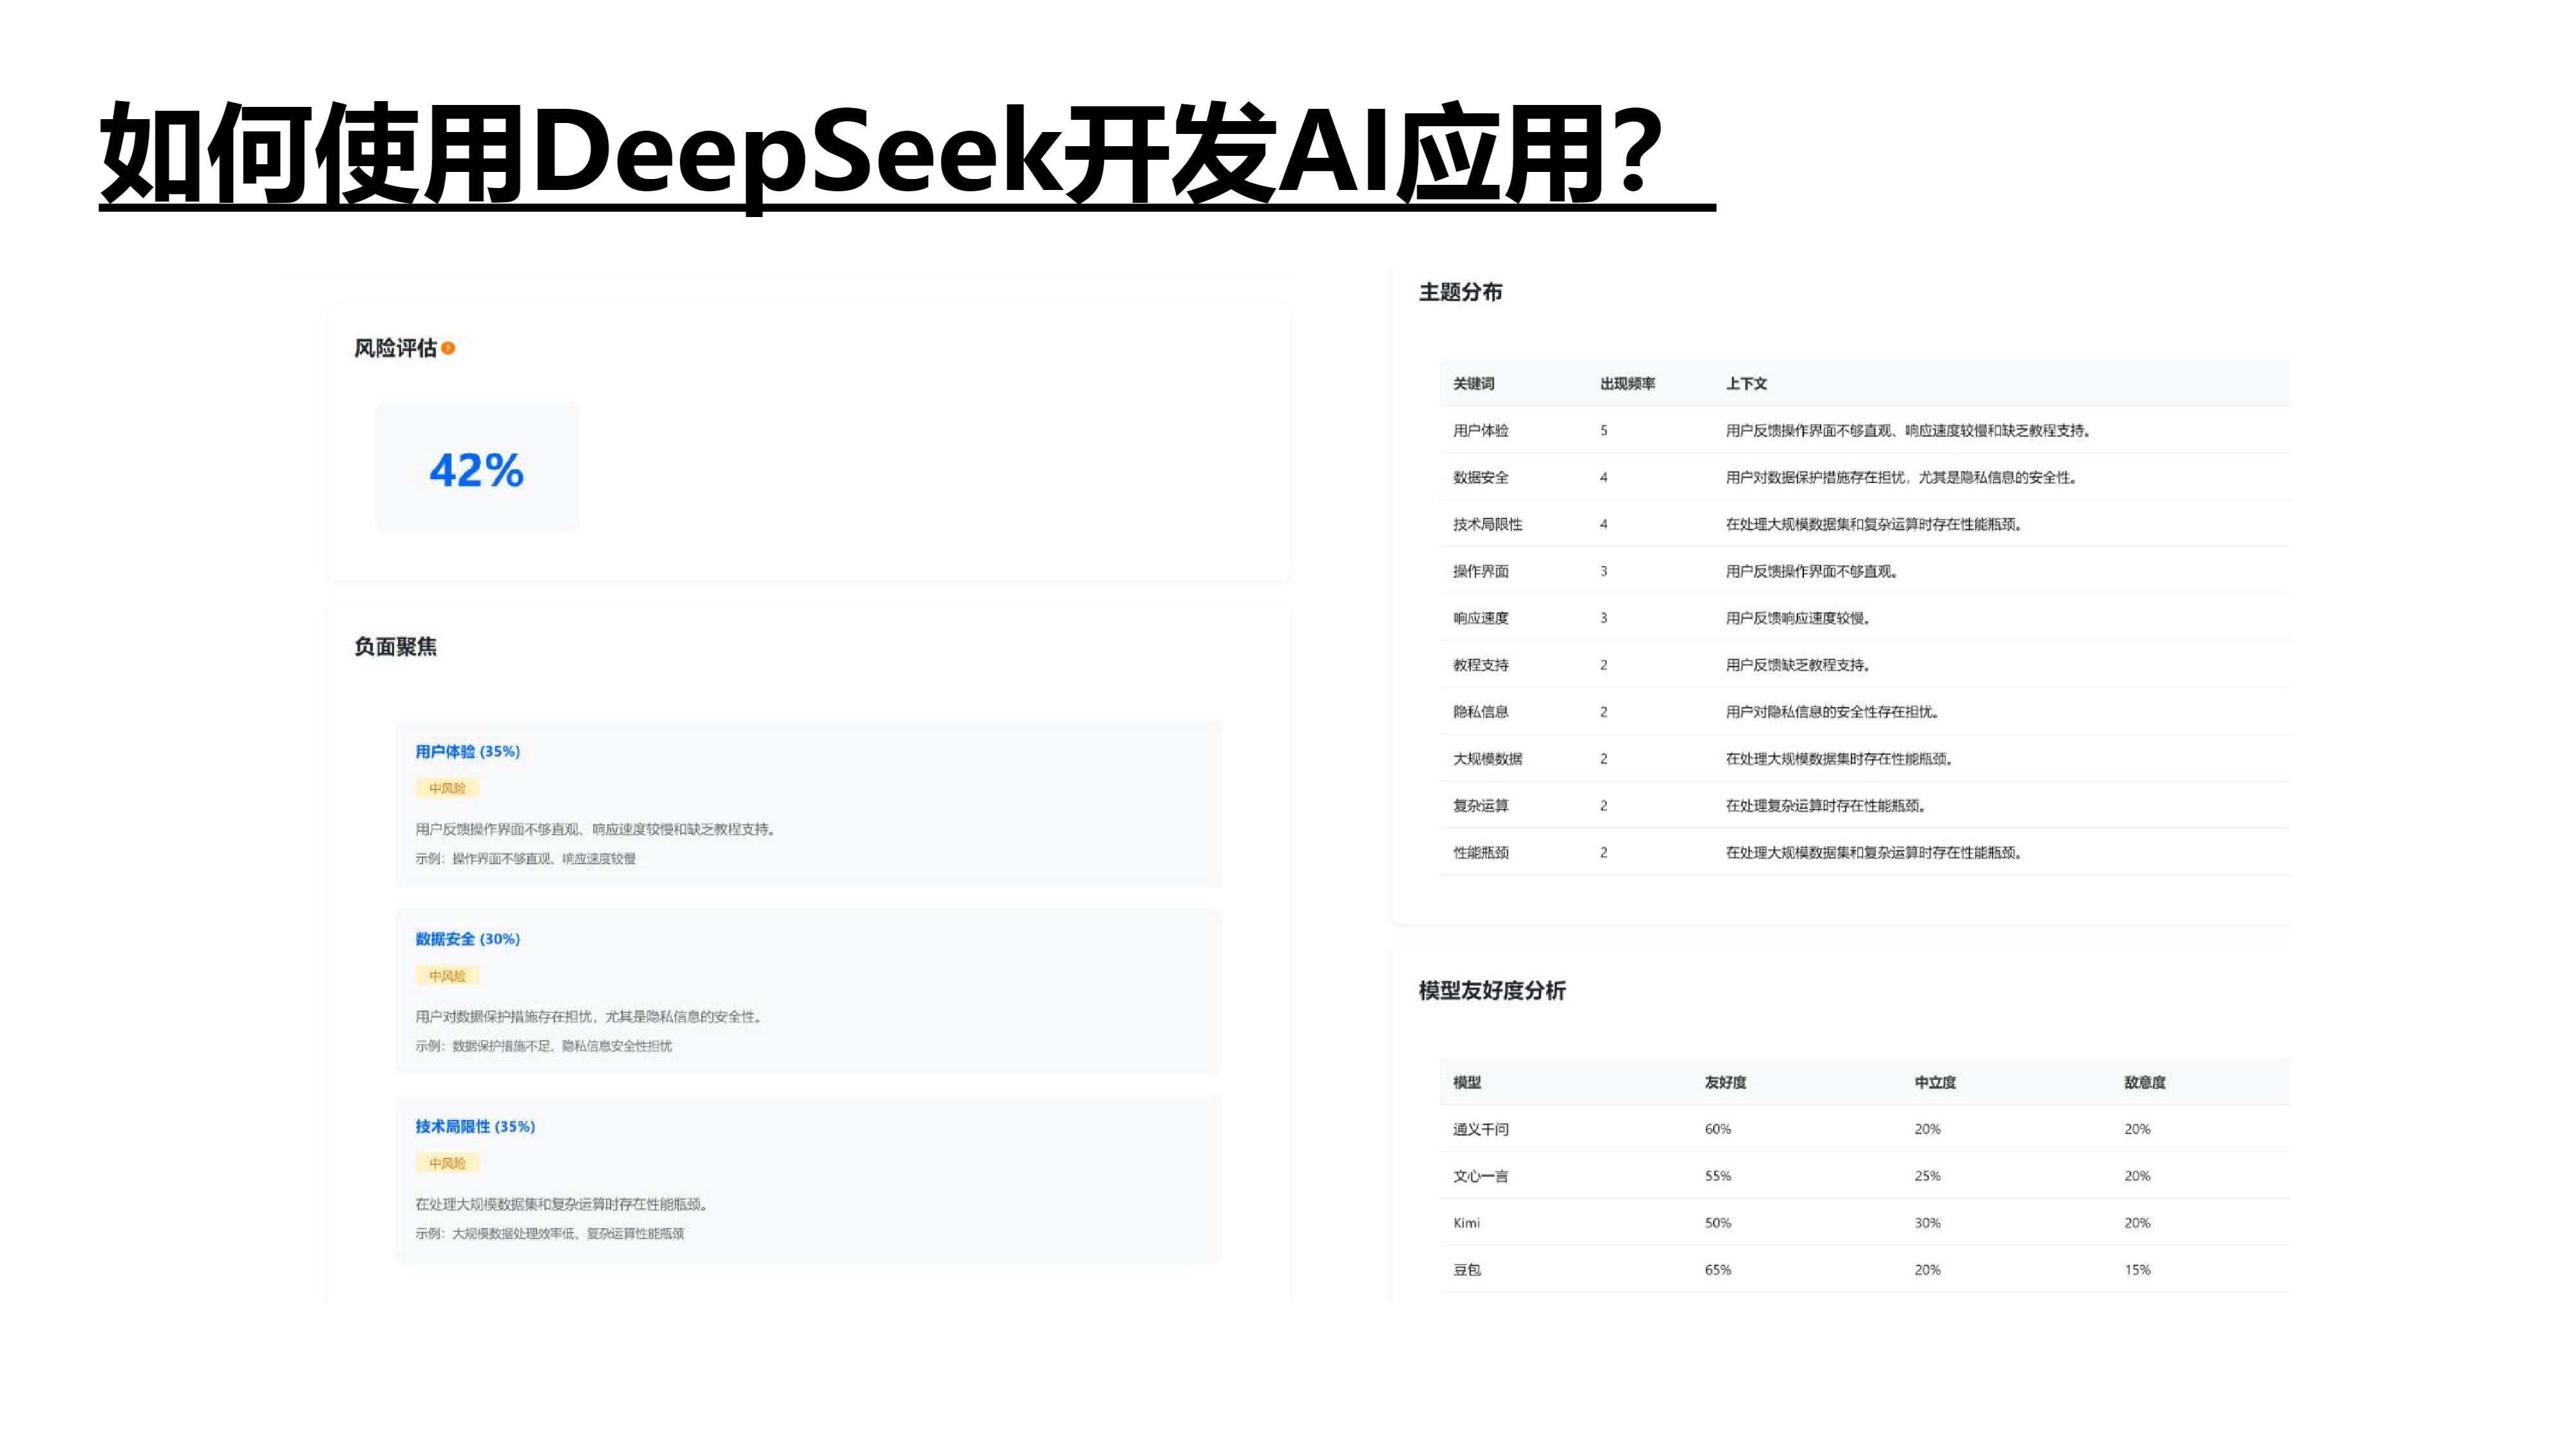 如何使用DeepSeek开发AI应用？
风险评估
42%
负面聚焦
用户体验 (35%)
中风险
用户反馈操作界面不够直观、响应速度较慢和缺乏教程支持。
示例：操作界面不够直观、响应速度较慢
数据安全 (30%)
中风险
用户对数据保护措施存在担忧，尤其是隐私信息的安全性。
示例：数据保护措施不足、隐私信息安全性担忧
技术局限性 (35%)
中风险
在处理大规模数据集和复杂运算时存在性能瓶颈。
示例：大规模数据处理效率低、复杂运算性能瓶颈
主题分布
关键词 出现频率 上下文
用户体验 5 用户反馈操作界面不够直观、响应速度较慢和缺乏教程支持。
数据安全 4 用户对数据保护措施存在担忧，尤其是隐私信息的安全性。
技术局限性 4 在处理大规模数据集和复杂运算时存在性能瓶颈。
操作界面 3 用户反馈操作界面不够直观。
响应速度 3 用户反馈响应速度较慢。
教程支持 2 用户反馈缺乏教程支持。
隐私信息 2 用户对隐私信息的安全性存在担忧。
大规模数据 2 在处理大规模数据集时存在性能瓶颈。
复杂运算 2 在处理复杂运算时存在性能瓶颈。
性能瓶颈 2 在处理大规模数据集和复杂运算时存在性能瓶颈。
模型友好度分析
模型 友好度 中立度 敌意度
通义千问 60% 20% 20%
文心一言 55% 25% 20%
Kimi 50% 30% 20%
豆包 65% 20% 15%